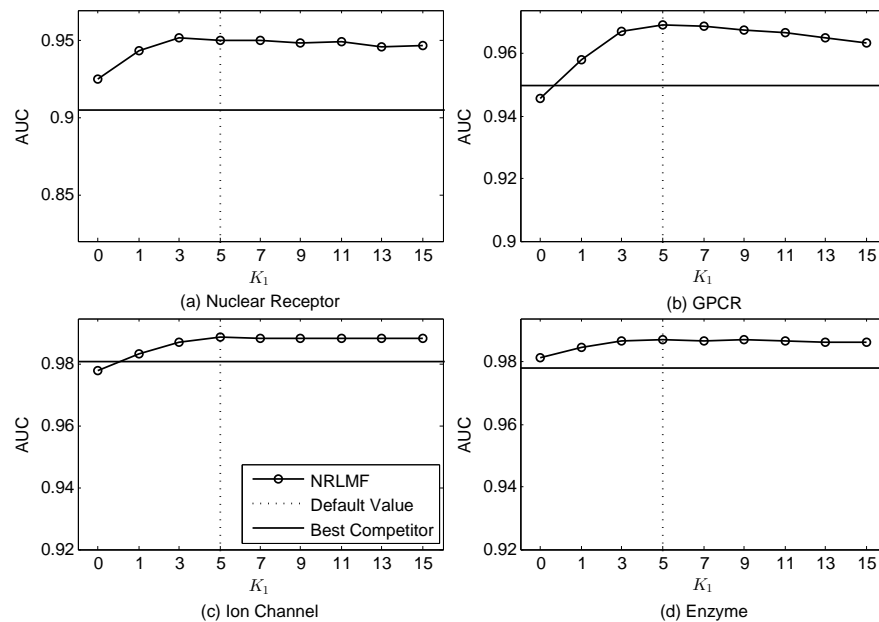 0.95
0.9
0.85
AUC
0 1 3 5 7 9 11 13 15
K₁
(a) Nuclear Receptor
0.96
0.94
0.92
0.9
AUC
0 1 3 5 7 9 11 13 15
K₁
(b) GPCR
0.98
0.96
0.94
0.92
AUC
NRLMF
Default Value
Best Competitor
0 1 3 5 7 9 11 13 15
K₁
(c) Ion Channel
0.98
0.96
0.94
0.92
AUC
0 1 3 5 7 9 11 13 15
K₁
(d) Enzyme